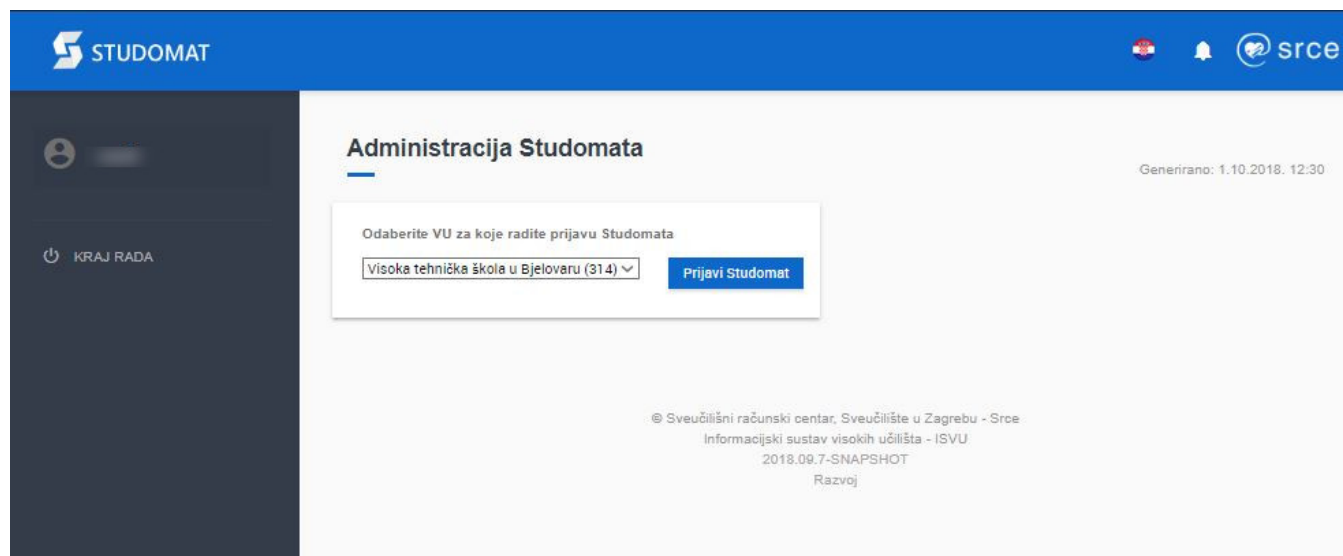 STUDOMAT
srce
KRAJ RADA
Administracija Studomata
Generirano: 1.10.2018. 12:30
Odaberite VU za koje radite prijavu Studomata
Visoka tehnička škola u Bjelovaru (314)
Prijavi Studomat
© Sveučilišni računski centar, Sveučilište u Zagrebu - Srce
Informacijski sustav visokih učilišta - ISVU
2018.09.7-SNAPSHOT
Razvoj